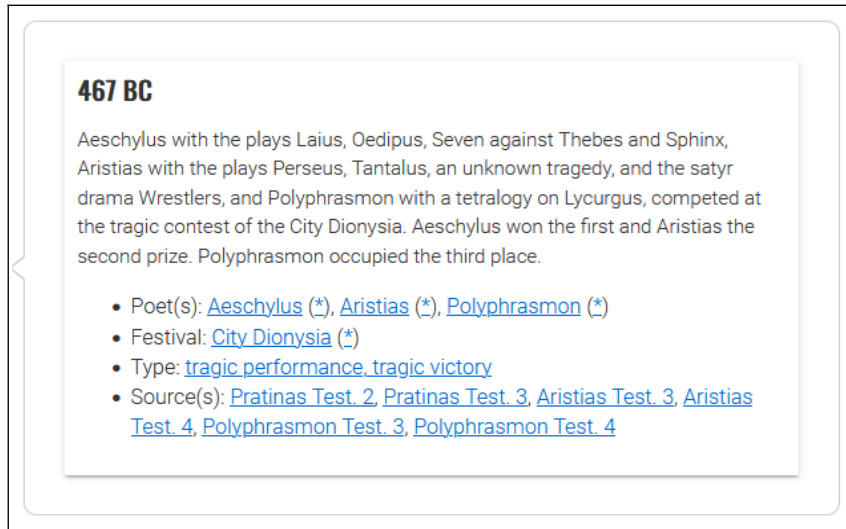 467 BC
Aeschylus with the plays Laius, Oedipus, Seven against Thebes and Sphinx,
Aristias with the plays Perseus, Tantalus, an unknown tragedy, and the satyr
drama Wrestlers, and Polyphrasmon with a tetralogy on Lycurgus, competed at
the tragic contest of the City Dionysia. Aeschylus won the first and Aristias the
second prize. Polyphrasmon occupied the third place.
• Poet(s): Aeschylus (*), Aristias (*), Polyphrasmon (*)
• Festival: City Dionysia (*)
• Type: tragic performance, tragic victory
• Source(s): Pratinas Test. 2, Pratinas Test. 3, Aristias Test. 3, Aristias
Test. 4, Polyphrasmon Test. 3, Polyphrasmon Test. 4